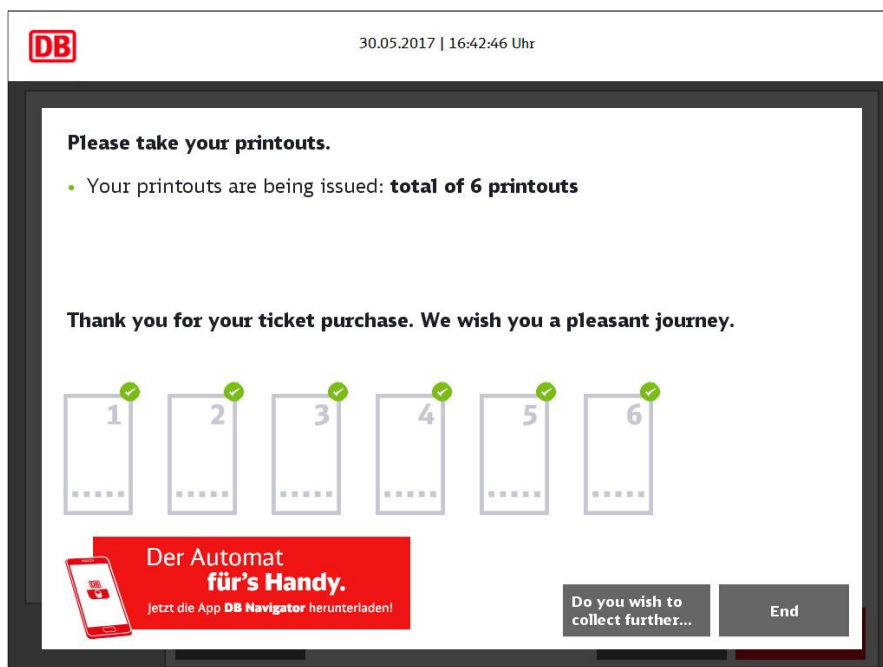 DB
30.05.2017 | 16:42:46 Uhr
Please take your printouts.
• Your printouts are being issued: total of 6 printouts
Thank you for your ticket purchase. We wish you a pleasant journey.
1 2 3 4 5 6
Der Automat
für's Handy.
Jetzt die App DB Navigator herunterladen!
DB
Do you wish to
collect further...
End